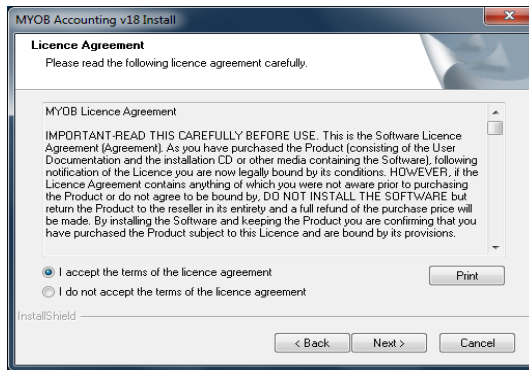 MYOB Accounting v18 Install
Licence Agreement
Please read the following licence agreement carefully.
MYOB Licence Agreement
IMPORTANT-READ THIS CAREFULLY BEFORE USE. This is the Software Licence
Agreement (Agreement). As you have purchased the Product (consisting of the User
Documentation and the installation CD or other media containing the Software), following
notification of the Licence you are now legally bound by its conditions. HOWEVER, if the
Licence Agreement contains anything of which you were not aware prior to purchasing
the Product or do not agree to be bound by, DO NOT INSTALL THE SOFTWARE but
return the Product to the reseller in its entirety and a full refund of the purchase price will
be made. By installing the Software and keeping the Product you are confirming that you
have purchased the Product subject to this Licence and are bound by its provisions.
I accept the terms of the licence agreement
Print
I do not accept the terms of the licence agreement
InstallShield
< Back
Next >
Cancel